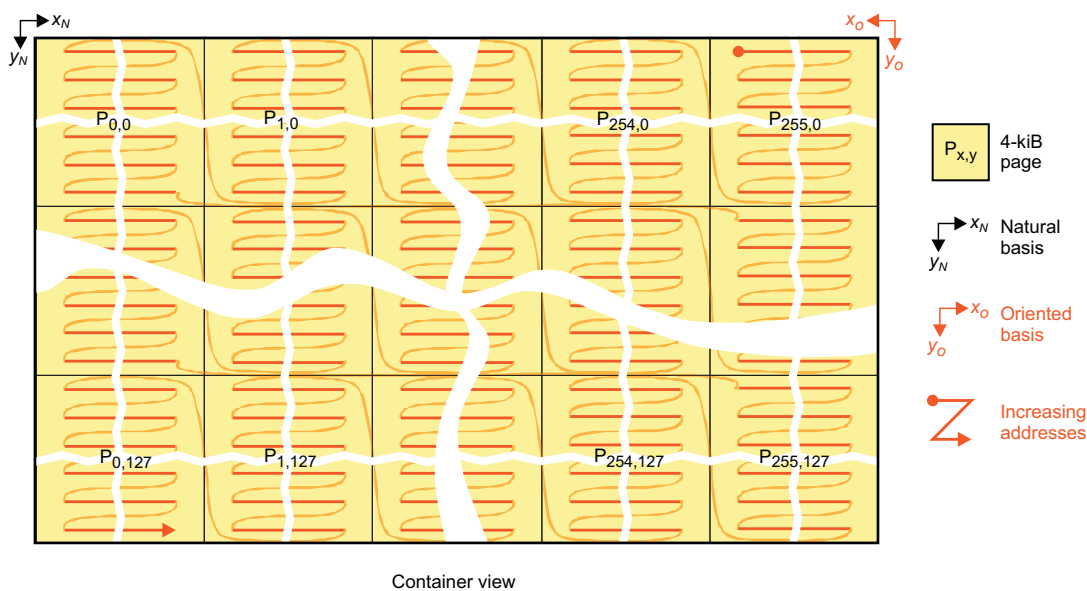 x_N
y_N
x_O
y_O
P_0,0
P_1,0
P_254,0
P_255,0
P_0,127
P_1,127
P_254,127
P_255,127
P_x,y
4-kiB
page
x_N
y_N
Natural
basis
x_O
y_O
Oriented
basis
Increasing
addresses
Container view